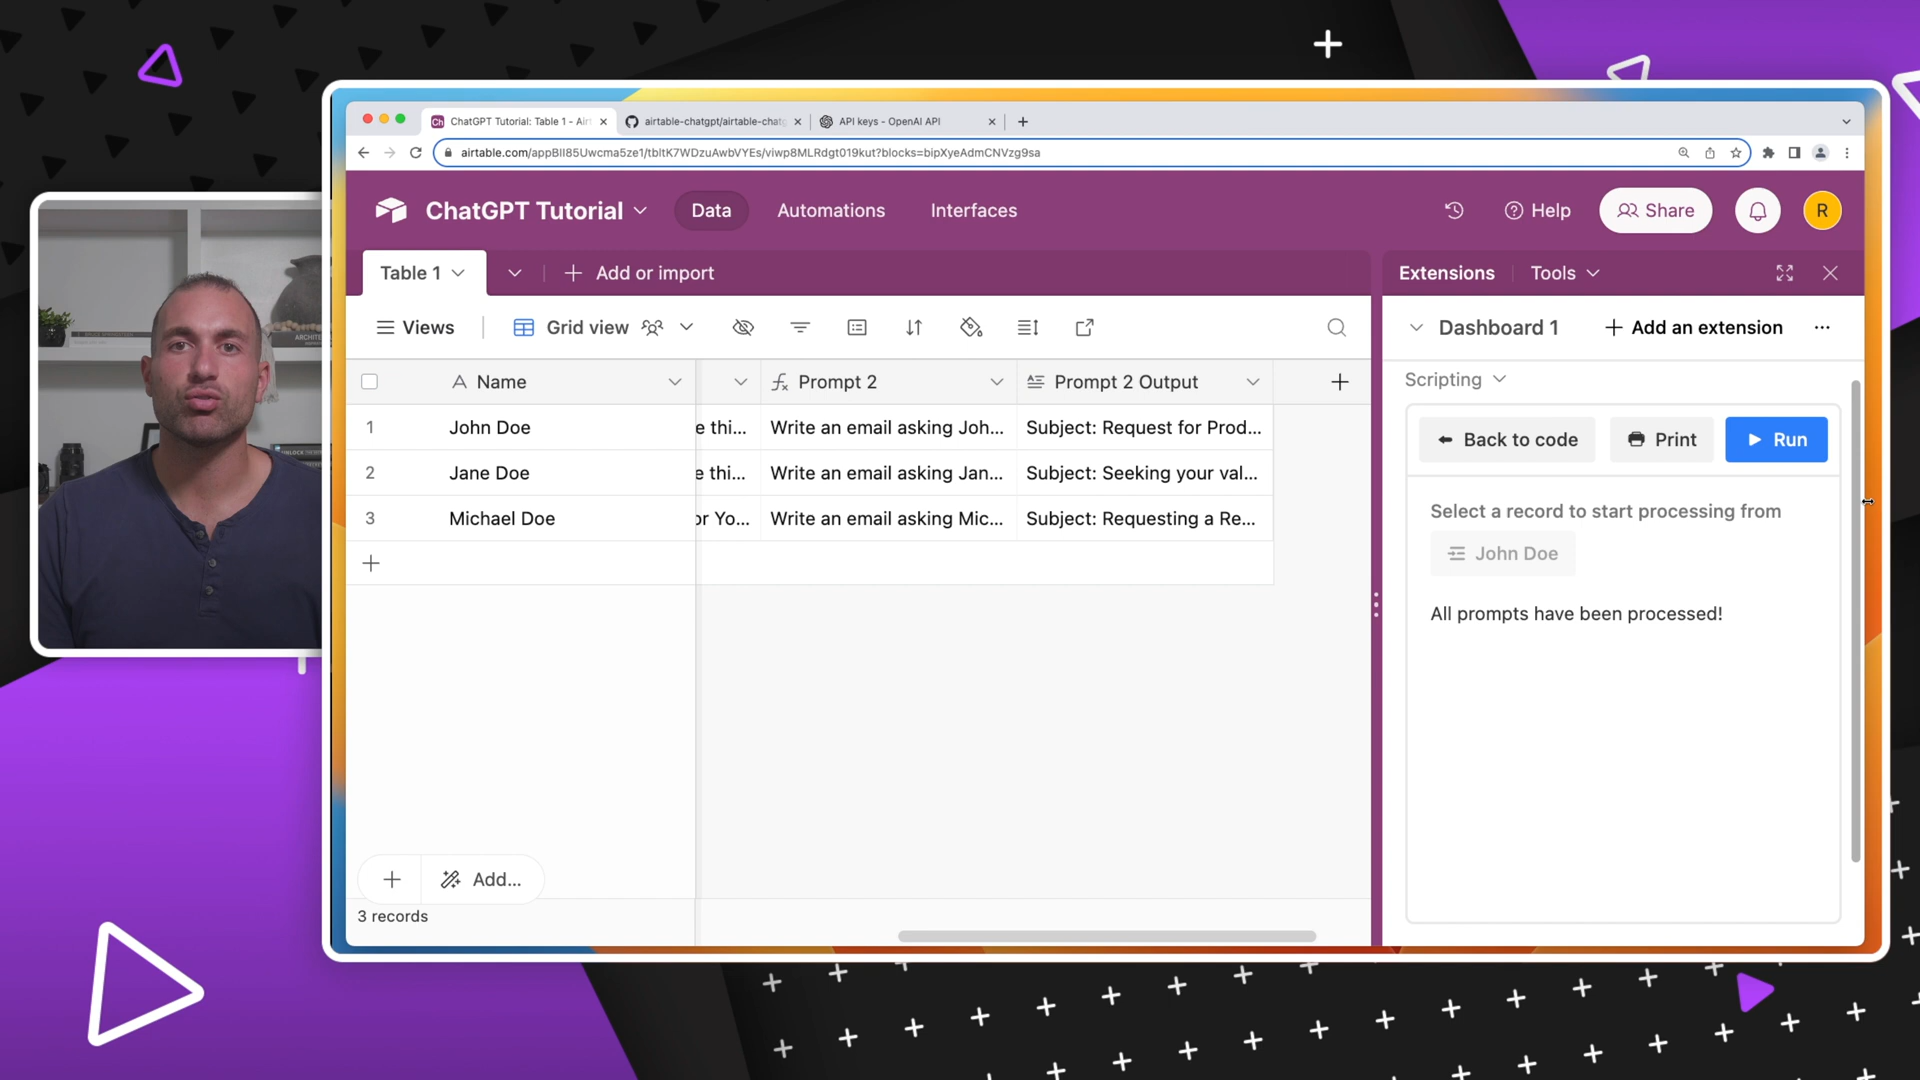 ChatGPT Tutorial: Table 1 - Air
airtable-chatgpt/airtable-chatg
API keys - OpenAI API
airtable.com/appBII85Uwcma5ze1/tbltK7WDzuAwbVYEs/viwp8MLRdgt019kut?blocks=bipXyeAdmCNVzg9sa
ChatGPT Tutorial
Data
Automations
Interfaces
Help
Share
R
Table 1
Add or import
Extensions
Tools
Views
Grid view
Dashboard 1
Add an extension
Name
Prompt 2
Prompt 2 Output
Scripting
1 John Doe e thi... Write an email asking Joh... Subject: Request for Prod...
2 Jane Doe e thi... Write an email asking Jan... Subject: Seeking your val...
3 Michael Doe or Yo... Write an email asking Mic... Subject: Requesting a Re...
Back to code
Print
Run
Select a record to start processing from
John Doe
All prompts have been processed!
Add...
3 records